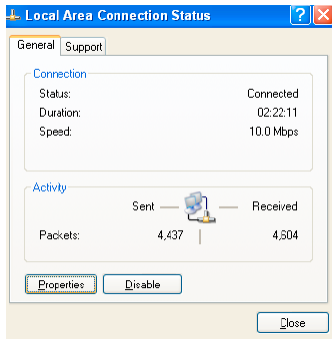 Local Area Connection Status
General Support
Connection
Status: Connected
Duration: 02:22:11
Speed: 10.0 Mbps
Activity
Sent — — Received
Packets: 4,437 | 4,604
Properties Disable
Close